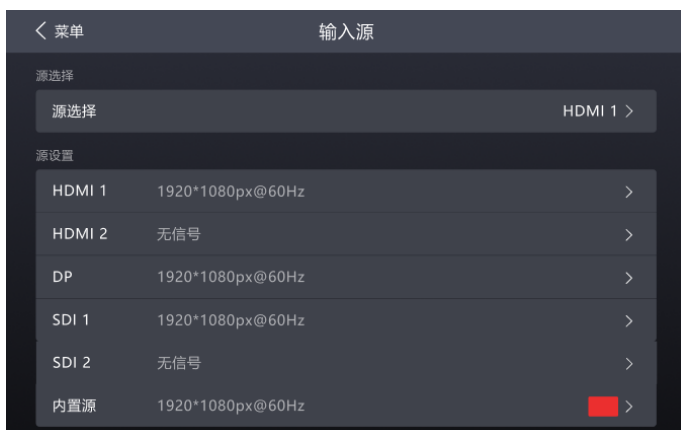 菜单 输入源
源选择
源选择 HDMI 1
源设置
HDMI 1 1920*1080px@60Hz
HDMI 2 无信号
DP 1920*1080px@60Hz
SDI 1 1920*1080px@60Hz
SDI 2 无信号
内置源 1920*1080px@60Hz